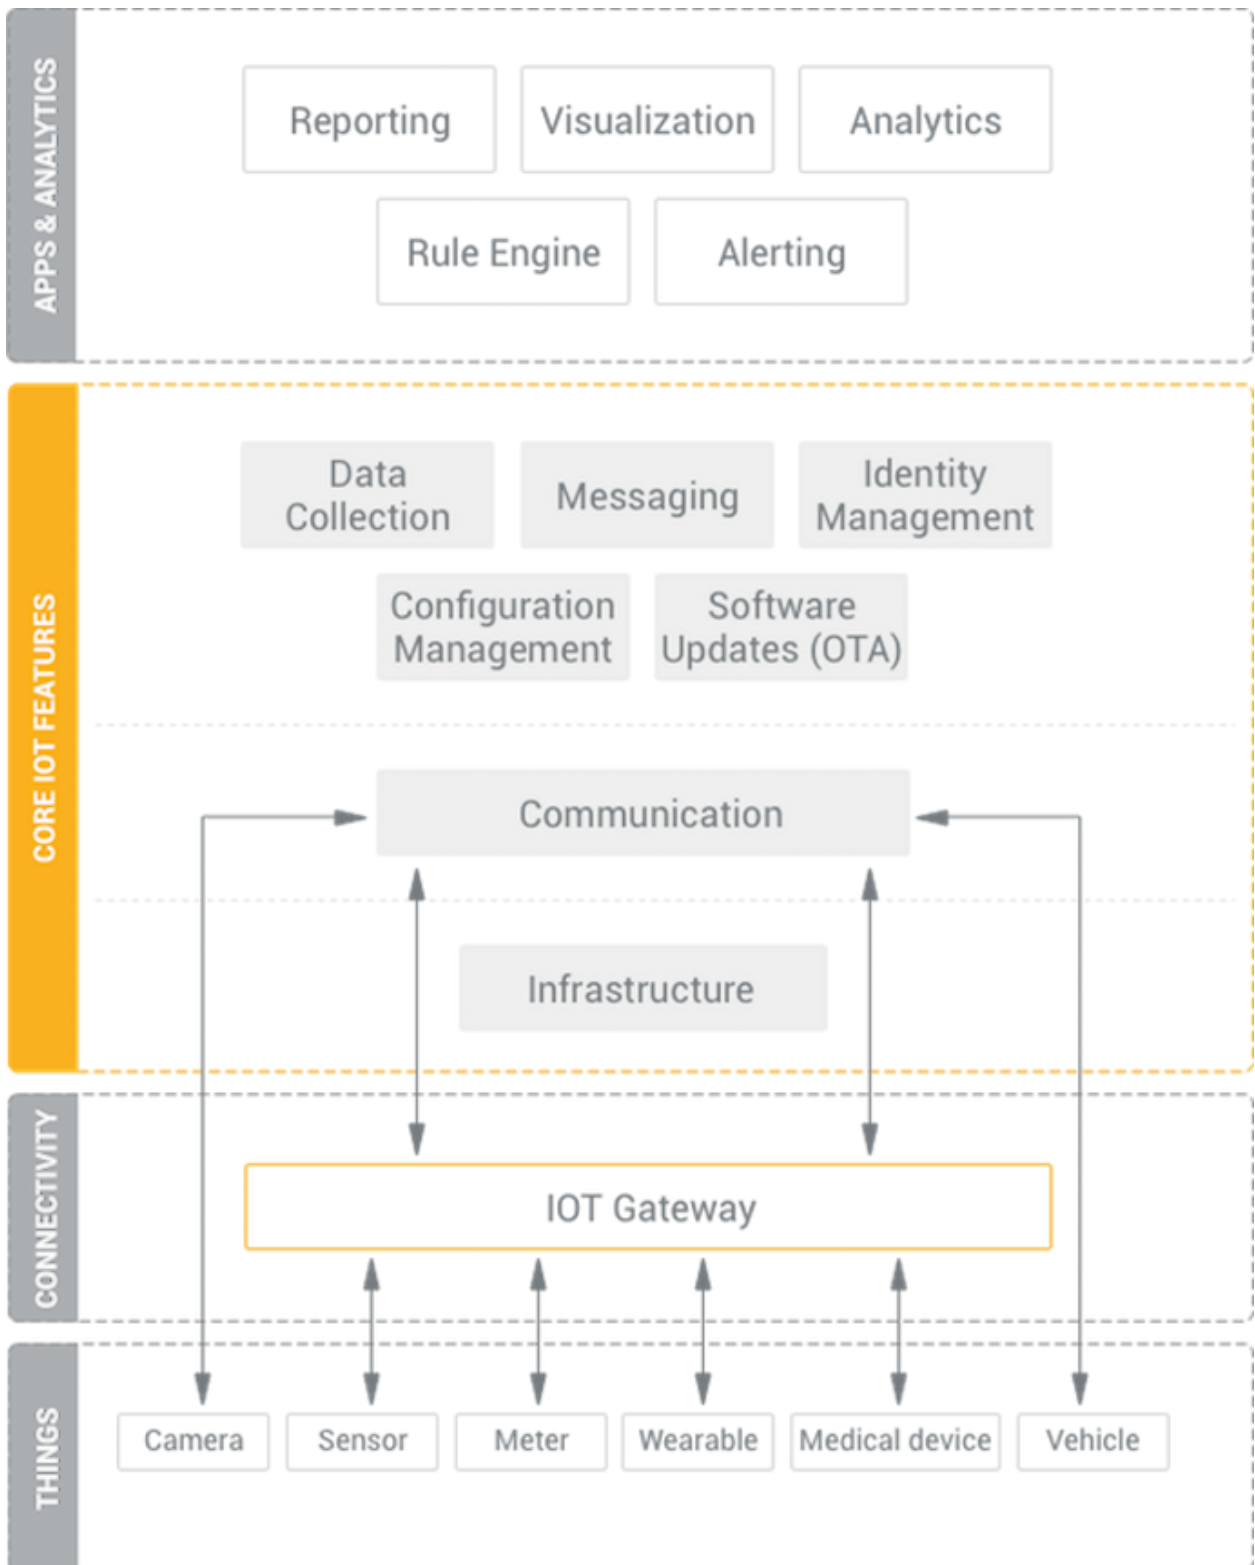 APPS & ANALYTICS
Reporting
Visualization
Analytics
Rule Engine
Alerting
CORE IOT FEATURES
Data
Collection
Messaging
Identity
Management
Configuration
Management
Software
Updates (OTA)
Communication
Infrastructure
CONNECTIVITY
IOT Gateway
THINGS
Camera
Sensor
Meter
Wearable
Medical device
Vehicle